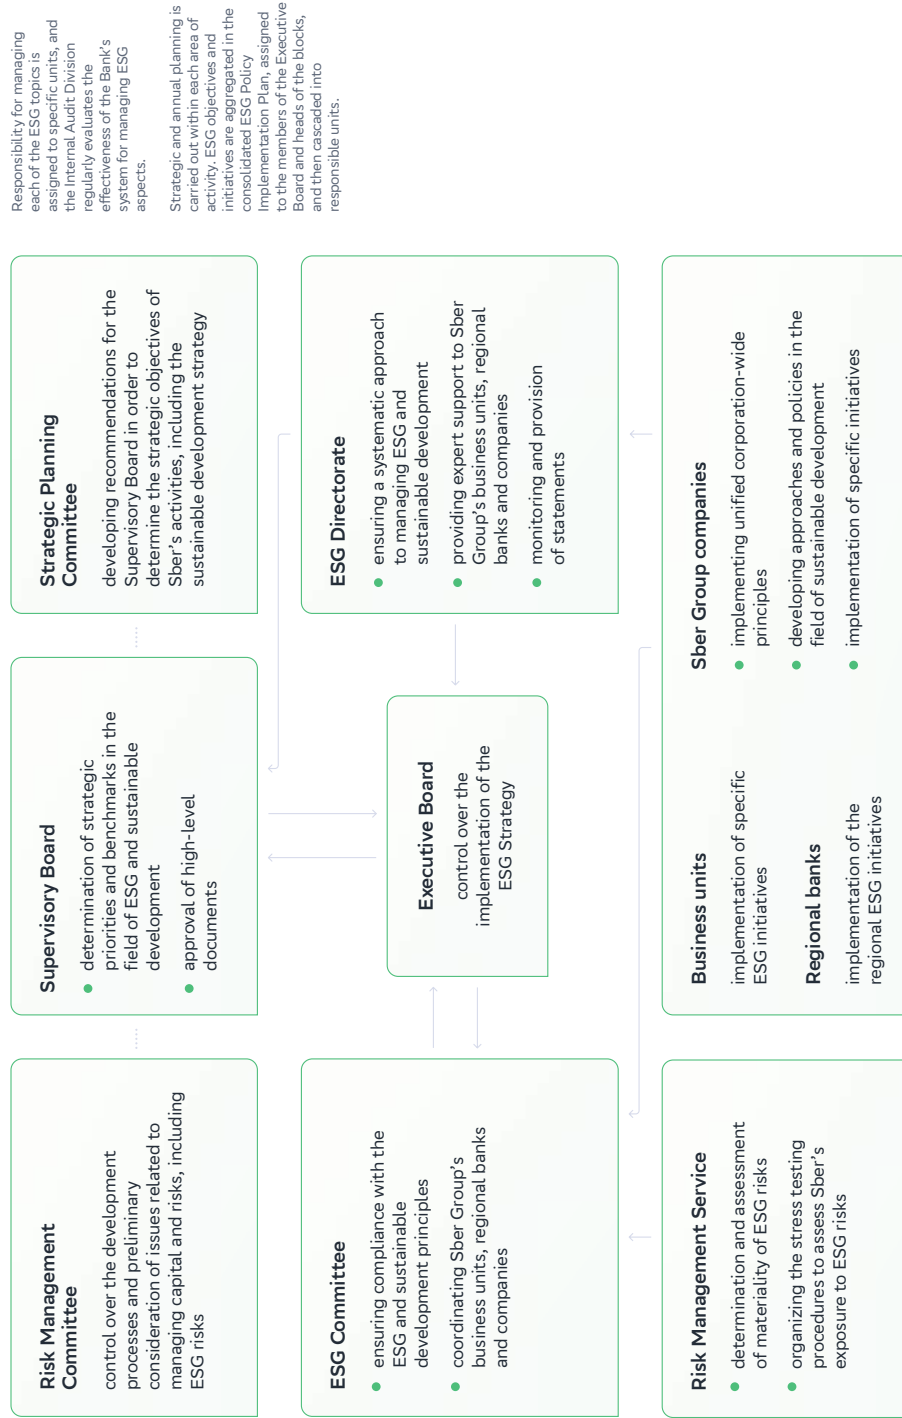 Risk Management
Committee
control over the development
processes and preliminary
consideration of issues related to
managing capital and risks, including
ESG risks
Supervisory Board
determination of strategic
priorities and benchmarks in the
field of ESG and sustainable
development
approval of high-level
documents
Strategic Planning
Committee
developing recommendations for the
Supervisory Board in order to
determine the strategic objectives of
Sber’s activities, including the
sustainable development strategy
Responsibility for managing
each of the ESG topics is
assigned to specific units, and
the Internal Audit Division
regularly evaluates the
effectiveness of the Bank’s
system for managing ESG
aspects.
Strategic and annual planning is
carried out within each area of
activity. ESG objectives and
initiatives are aggregated in the
consolidated ESG Policy
Implementation Plan, assigned
to the members of the Executive
Board and heads of the blocks,
and then cascaded into
responsible units.
ESG Committee
ensuring compliance with the
ESG and sustainable
development principles
coordinating Sber Group’s
business units, regional banks
and companies
Executive Board
control over the
implementation of the
ESG Strategy
ESG Directorate
ensuring a systematic approach
to managing ESG and
sustainable development
providing expert support to Sber
Group’s business units, regional
banks and companies
monitoring and provision
of statements
Risk Management Service
determination and assessment
of materiality of ESG risks
organizing the stress testing
procedures to assess Sber’s
exposure to ESG risks
Business units
implementation of specific
ESG initiatives
Regional banks
implementation of the
regional ESG initiatives
Sber Group companies
implementing unified corporation-wide
principles
developing approaches and policies in the
field of sustainable development
implementation of specific initiatives